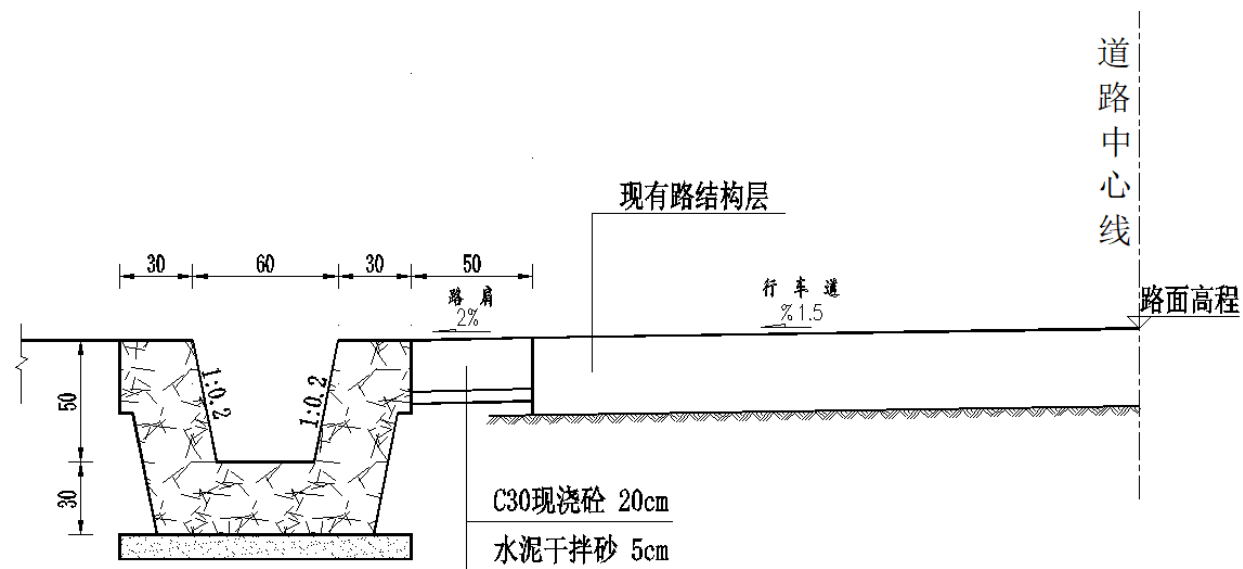 道路中心线
现有路结构层
30 60 30 50
路肩
2%
行车道
%1.5
路面高程
50
1:0.2
1:0.2
30
C30现浇砼 20cm
水泥干拌砂 5cm